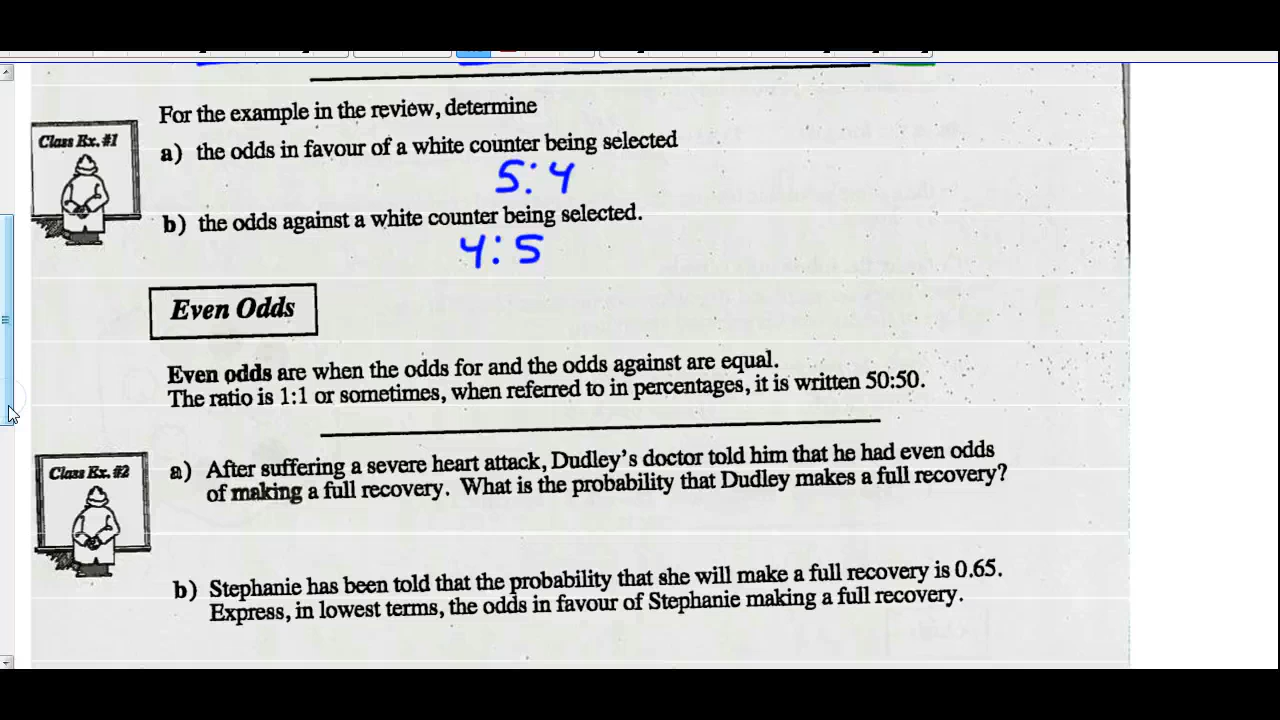 For the example in the review, determine
Class Ex. #1
a) the odds in favour of a white counter being selected
5:4
b) the odds against a white counter being selected.
4:5
Even Odds
Even odds are when the odds for and the odds against are equal.
The ratio is 1:1 or sometimes, when referred to in percentages, it is written 50:50.
Class Ex. #2
a) After suffering a severe heart attack, Dudley's doctor told him that he had even odds
of making a full recovery. What is the probability that Dudley makes a full recovery?
b) Stephanie has been told that the probability that she will make a full recovery is 0.65.
Express, in lowest terms, the odds in favour of Stephanie making a full recovery.